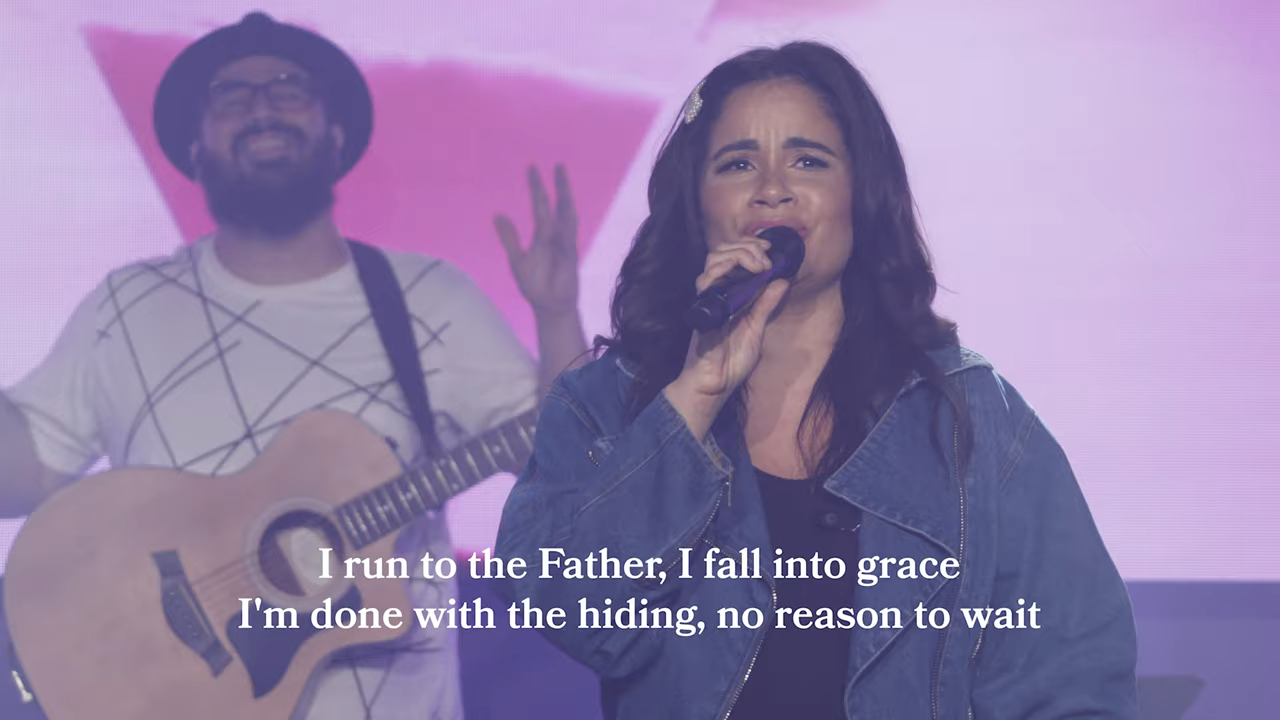 I run to the Father, I fall into grace
I'm done with the hiding, no reason to wait